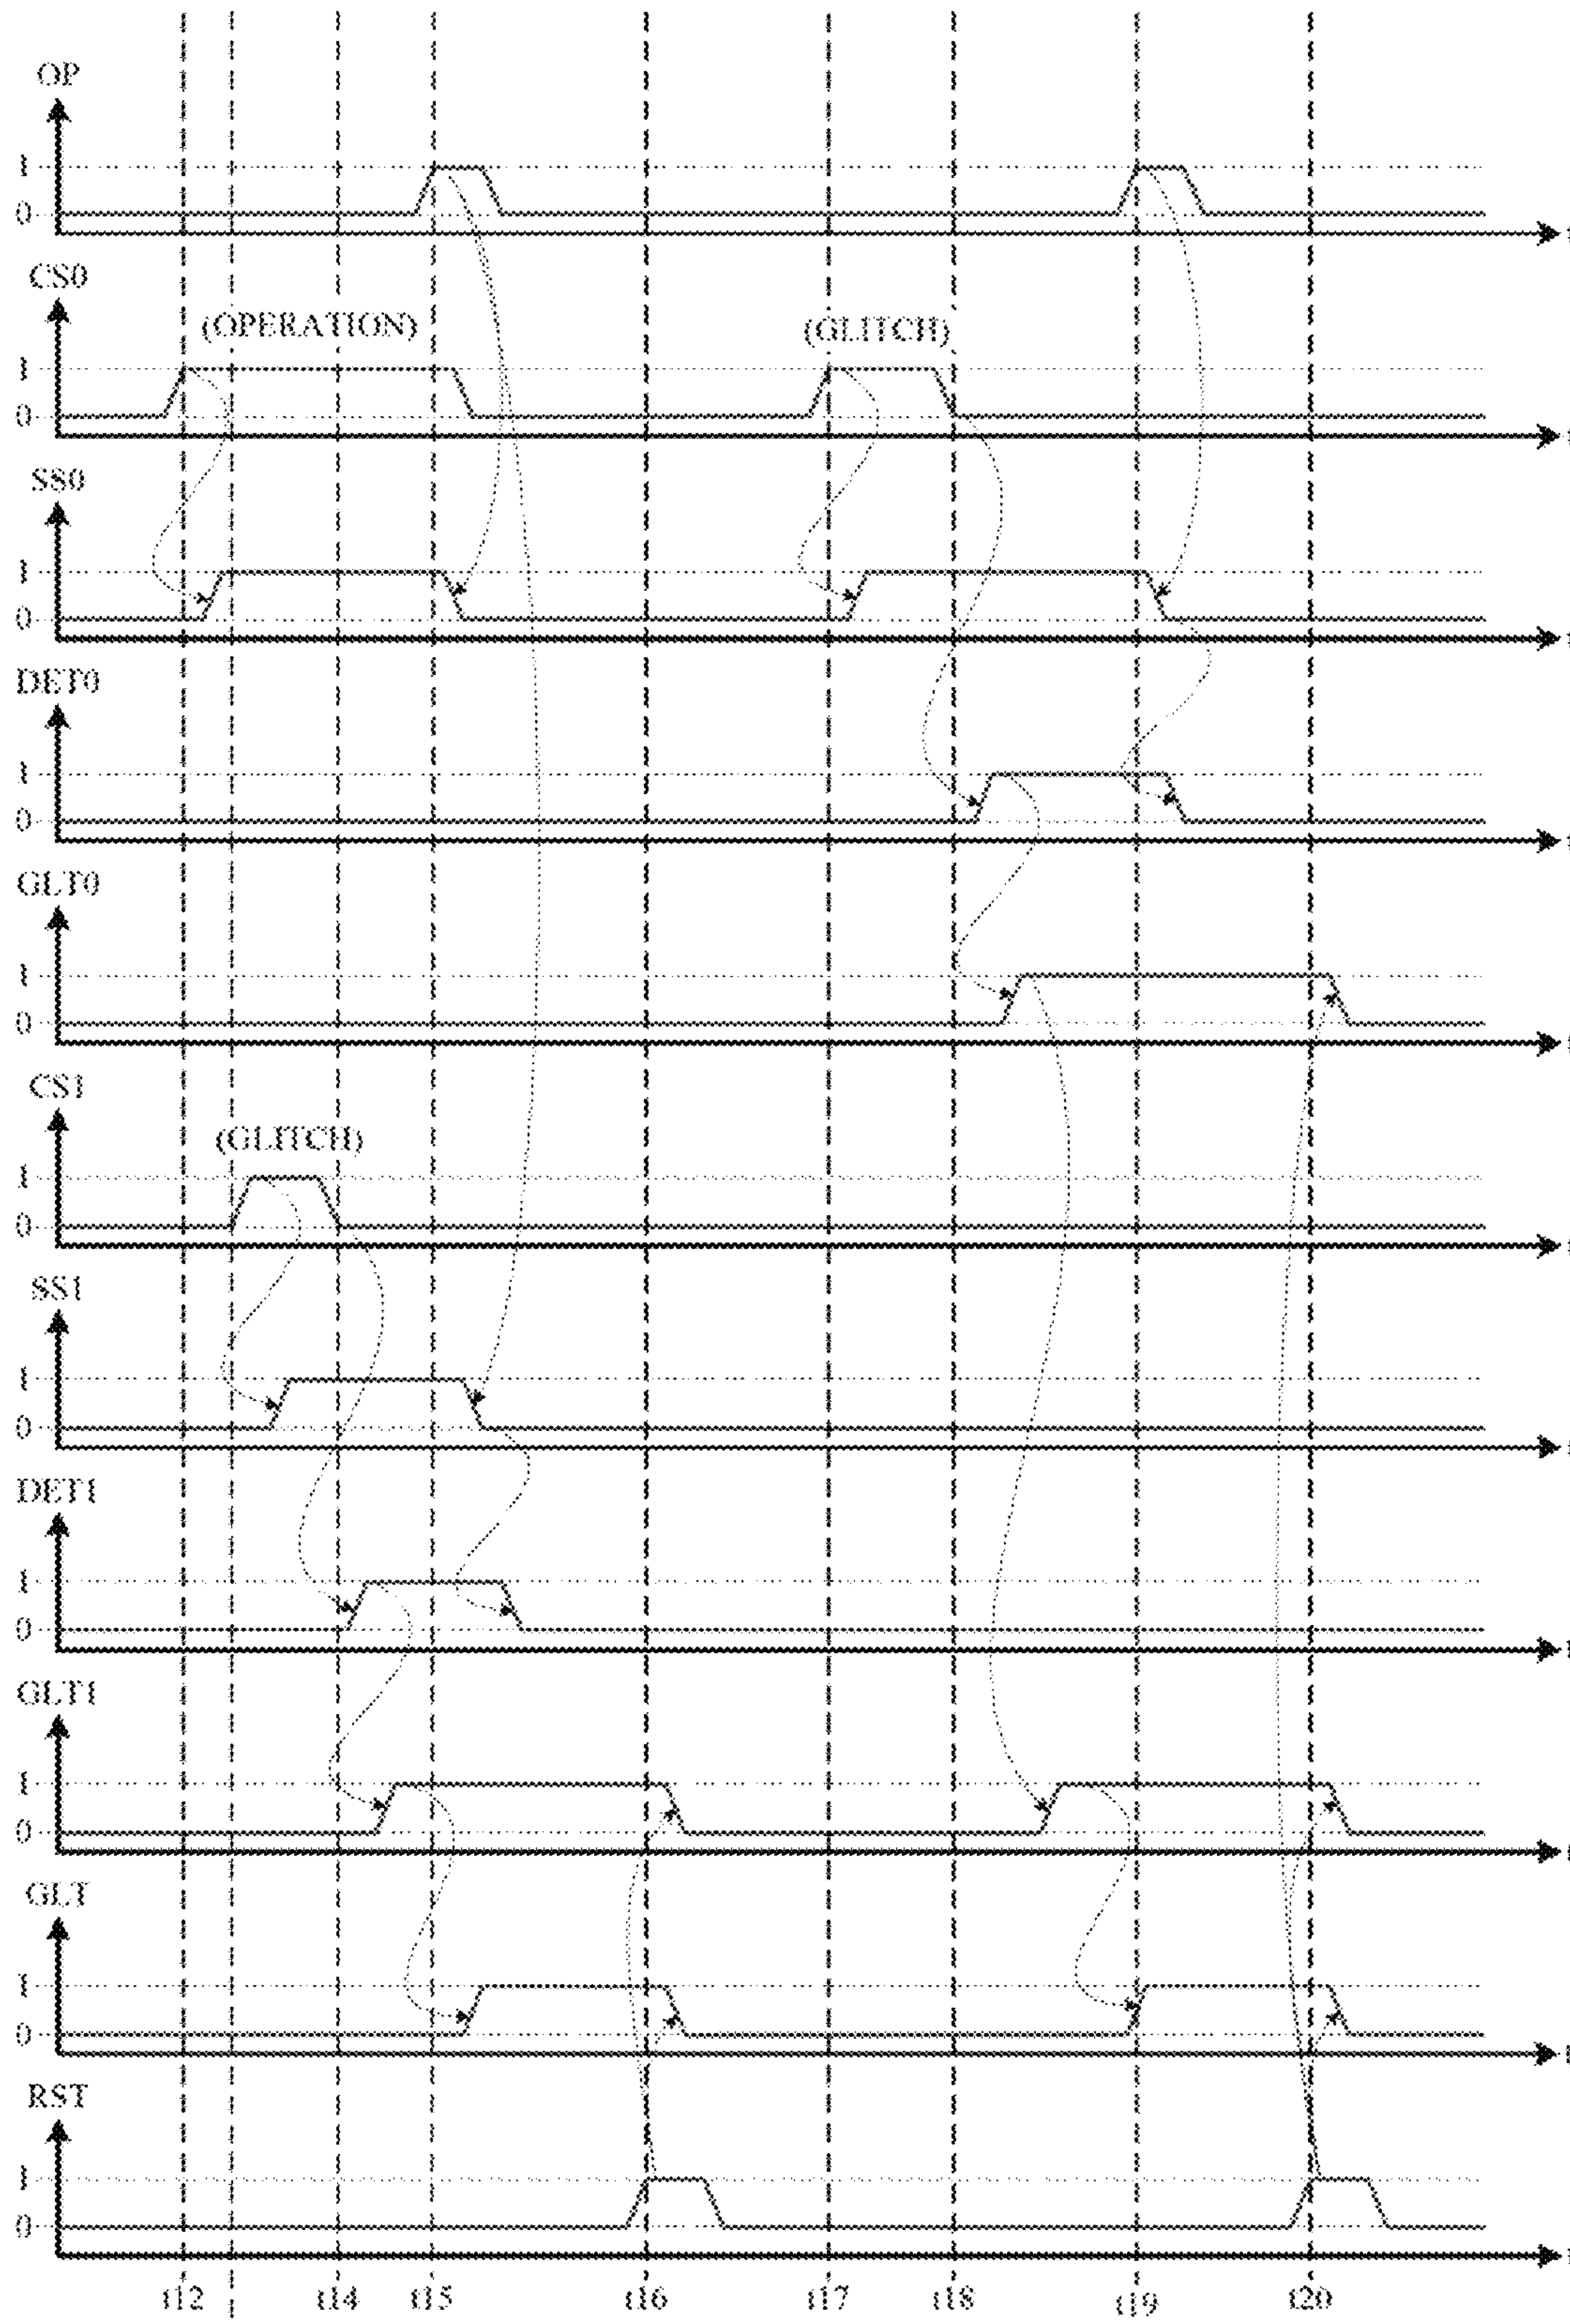 OP
1
0
t
CS0
(OPERATION)
(GLITCH)
1
0
t
SS0
1
0
t
DET0
1
0
t
GLT0
1
0
t
CS1
(GLITCH)
1
0
t
SS1
1
0
t
DET1
1
0
t
GLT1
1
0
t
GLT
1
0
t
RST
1
0
t
t12 t14 t15 t16 t17 t18 t19 t20